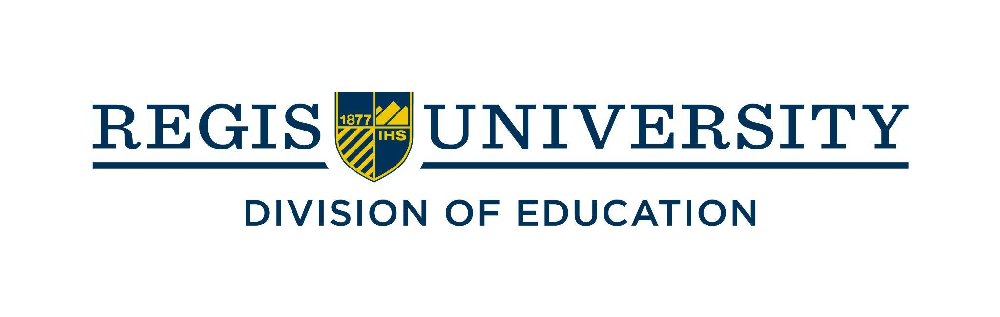 REGIS UNIVERSITY
1877
IHS
DIVISION OF EDUCATION